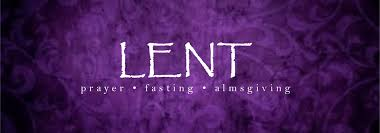 LENT
prayer • fasting • almsgiving